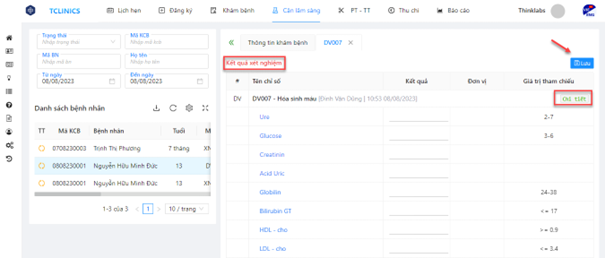 TCLINICS
Lịch hẹn
Đăng ký
Khám bệnh
Cận lâm sàng
PT - TT
Thu chi
Báo cáo
Thinklabs
Trạng thái
Nhập trạng thái
Mã KCB
Nhập mã kcb
Mã BN
Nhập mã bn
Họ tên
Nhập họ tên
Từ ngày
08/08/2023
Đến ngày
08/08/2023
Danh sách bệnh nhân
TT Mã KCB Bệnh nhân Tuổi
0708230003 Trịnh Thị Phương 7 tháng XN
0808230001 Nguyễn Hữu Minh Đức 13
0808230001 Nguyễn Hữu Minh Đức 13 XN
1-3 của 3 < 1 > 10 / trang
Thông tin khám bệnh DV007
Kết quả xét nghiệm
Lưu
# Tên chỉ số Kết quả Đơn vị Giá trị tham chiếu
DV DV007 - Hóa sinh máu [Đinh Văn Dũng | 10:53 08/08/2023] Chi tiết
Ure 2-7
Glucose 3-6
Creatinin
Acid Uric
Globilin 24-38
Bilirubin GT <= 17
HDL - cho >= 0.9
LDL - cho <= 3.4